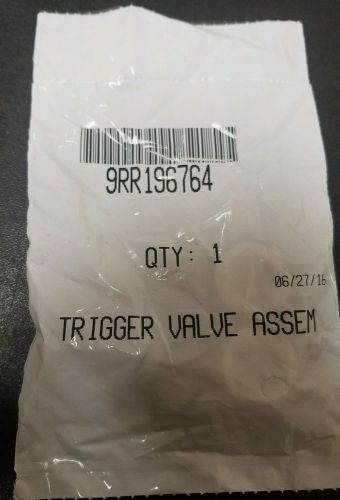 9RR196764
QTY: 1
06/27/16
TRIGGER VALVE ASSEM